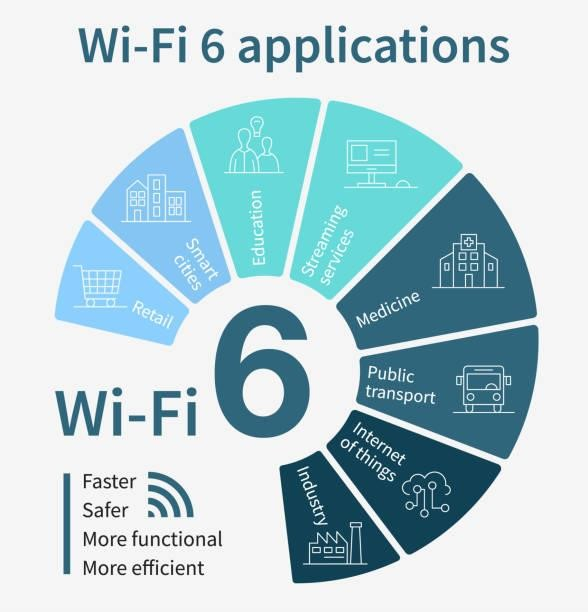 Wi-Fi 6 applications
Retail
Smart
cities
Education
Streaming
services
Medicine
Public
transport
Internet
of things
Industry
Wi-Fi 6
Faster
Safer
More functional
More efficient